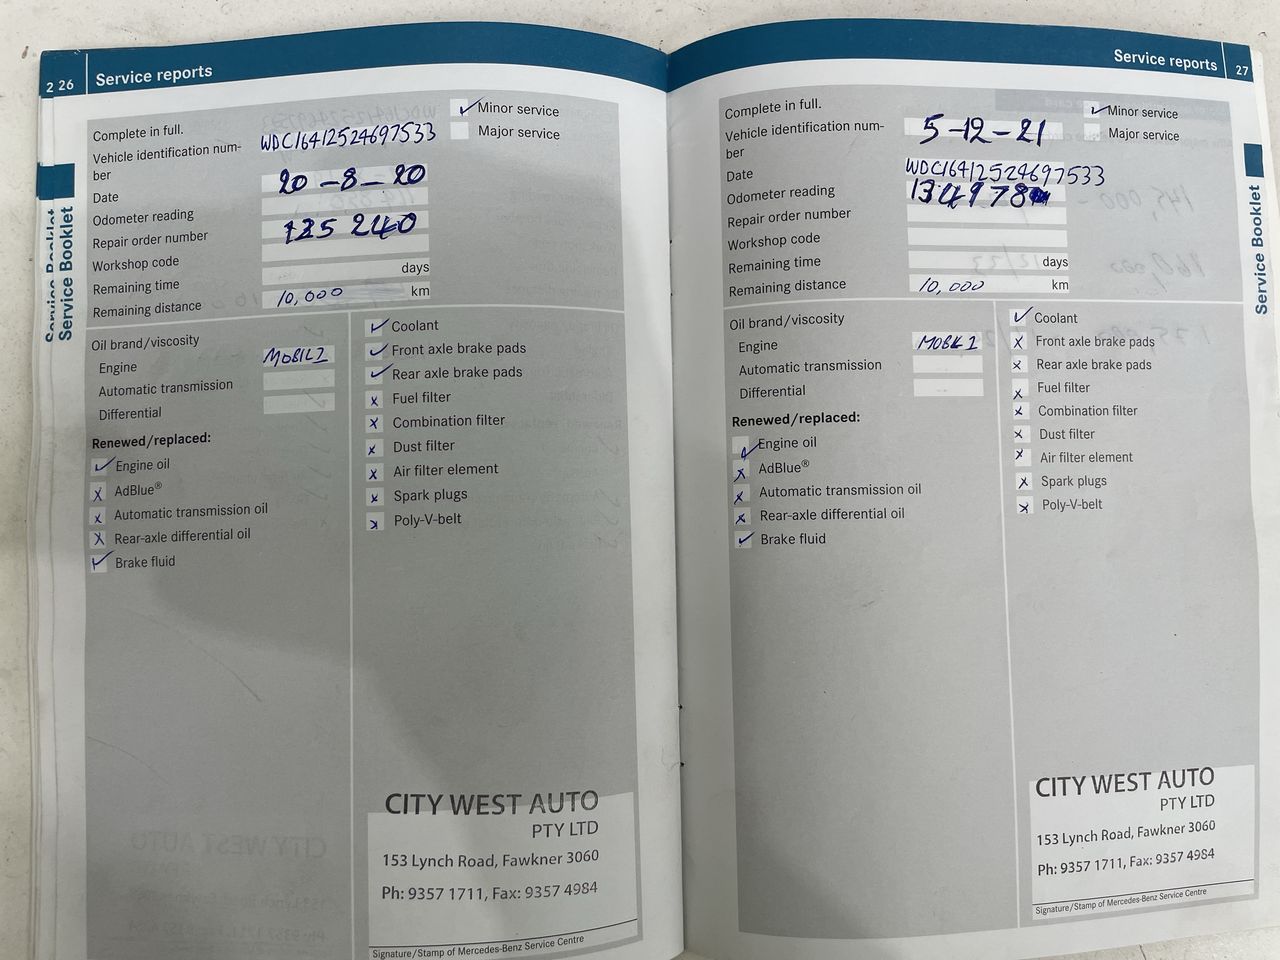 2 26
Service reports
Complete in full.
✓ Minor service
Major service
Vehicle identification num-
ber
WDC1641252A697533
Date
20-8-20
Odometer reading
125 240
Repair order number
Workshop code
Remaining time
days
Remaining distance
10,000
km
Oil brand/viscosity
Engine
MOBIL 1
Automatic transmission
Differential
Renewed/replaced:
✓ Engine oil
x AdBlue®
x Automatic transmission oil
x Rear-axle differential oil
✓ Brake fluid
✓ Coolant
✓ Front axle brake pads
✓ Rear axle brake pads
x Fuel filter
x Combination filter
x Dust filter
x Air filter element
x Spark plugs
x Poly-V-belt
CITY WEST AUTO
PTY LTD
153 Lynch Road, Fawkner 3060
Ph: 9357 1711, Fax: 9357 4984
Signature/Stamp of Mercedes-Benz Service Centre
Service Booklet
Service Booklet
Service reports
27
Complete in full.
✓ Minor service
Major service
Vehicle identification num-
ber
5-12-21
Date
WDC1641252A697533
Odometer reading
134978
Repair order number
Workshop code
Remaining time
days
Remaining distance
10,000
km
Oil brand/viscosity
Engine
MOBIL 1
Automatic transmission
Differential
Renewed/replaced:
✓ Engine oil
x AdBlue®
x Automatic transmission oil
x Rear-axle differential oil
✓ Brake fluid
✓ Coolant
x Front axle brake pads
x Rear axle brake pads
x Fuel filter
x Combination filter
x Dust filter
x Air filter element
x Spark plugs
x Poly-V-belt
CITY WEST AUTO
PTY LTD
153 Lynch Road, Fawkner 3060
Ph: 9357 1711, Fax: 9357 4984
Signature/Stamp of Mercedes-Benz Service Centre
Service Booklet